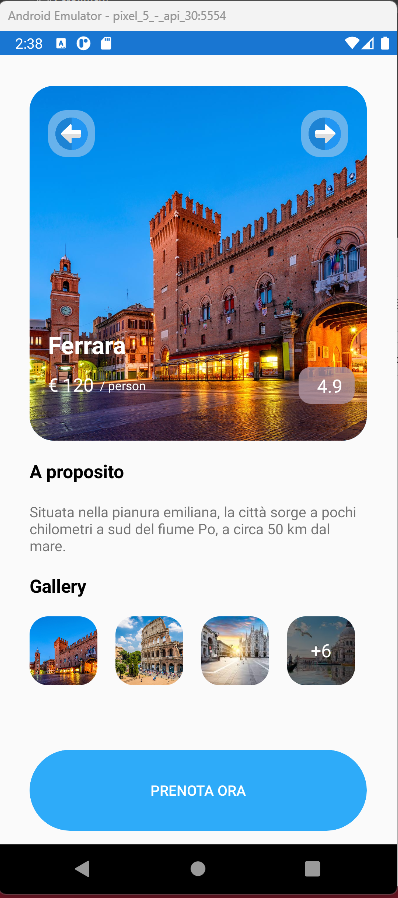 Android Emulator - pixel_5_-_api_30:5554
2:38
Ferrara
€ 120 / person
4.9
A proposito
Situata nella pianura emiliana, la città sorge a pochi
chilometri a sud del fiume Po, a circa 50 km dal
mare.
Gallery
+6
PRENOTA ORA